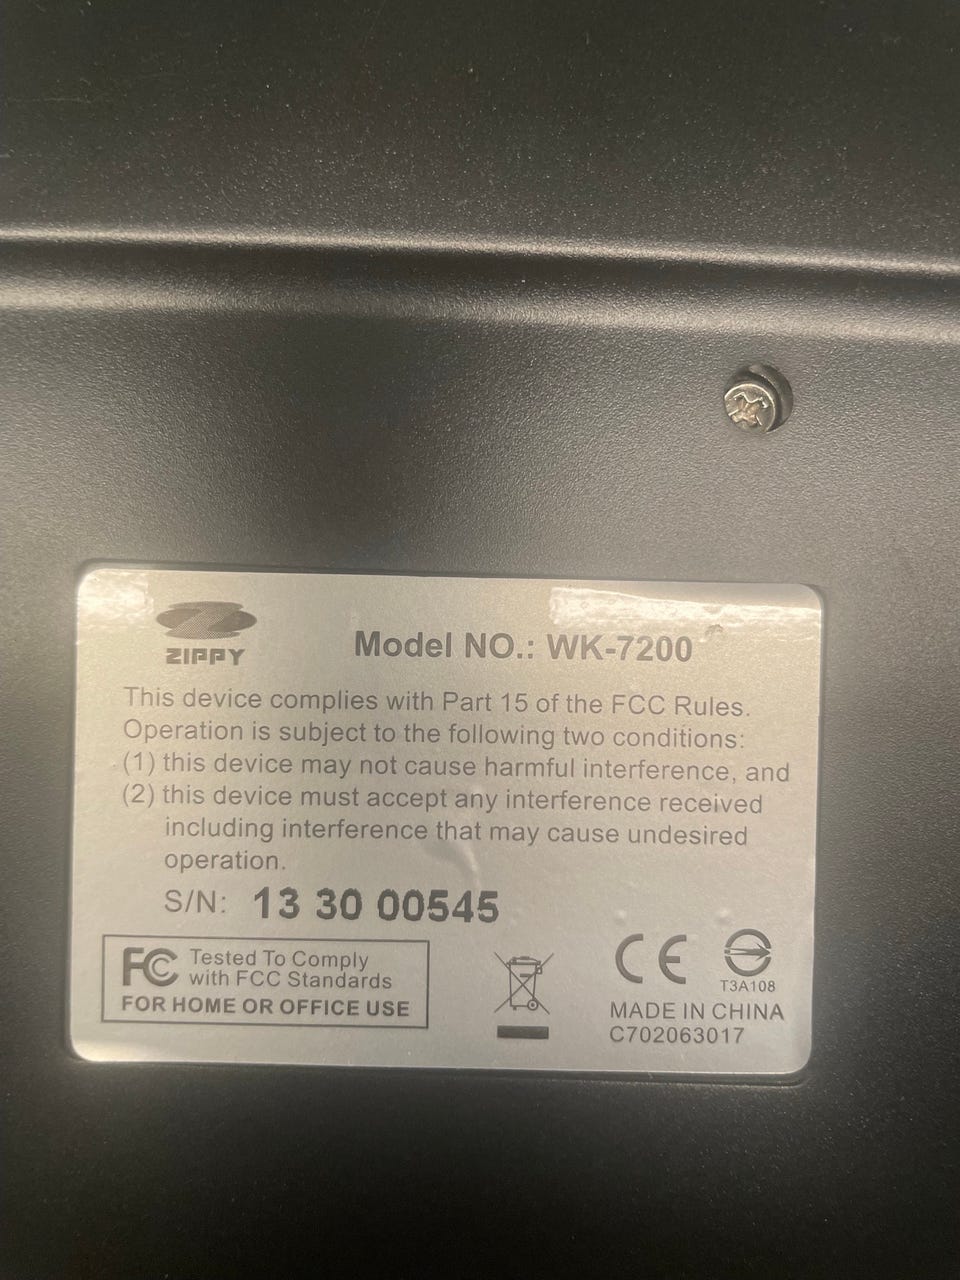 ZIPPY
Model NO.: WK-7200
This device complies with Part 15 of the FCC Rules.
Operation is subject to the following two conditions:
(1) this device may not cause harmful interference, and
(2) this device must accept any interference received
including interference that may cause undesired
operation.
S/N: 13 30 00545
FC Tested To Comply
with FCC Standards
FOR HOME OR OFFICE USE
CE
T3A108
MADE IN CHINA
C702063017